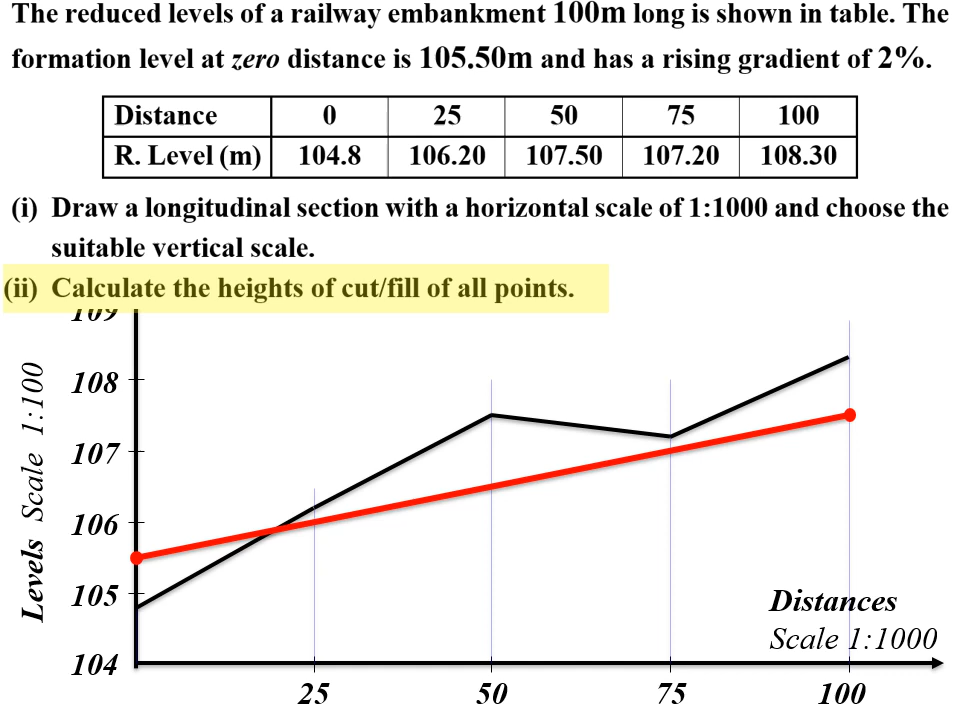 The reduced levels of a railway embankment 100m long is shown in table. The
formation level at zero distance is 105.50m and has a rising gradient of 2%.
Distance 0 25 50 75 100
R. Level (m) 104.8 106.20 107.50 107.20 108.30
(i) Draw a longitudinal section with a horizontal scale of 1:1000 and choose the
suitable vertical scale.
(ii) Calculate the heights of cut/fill of all points.
109
108
107
106
105
104
Levels Scale 1:100
Distances
Scale 1:1000
25 50 75 100